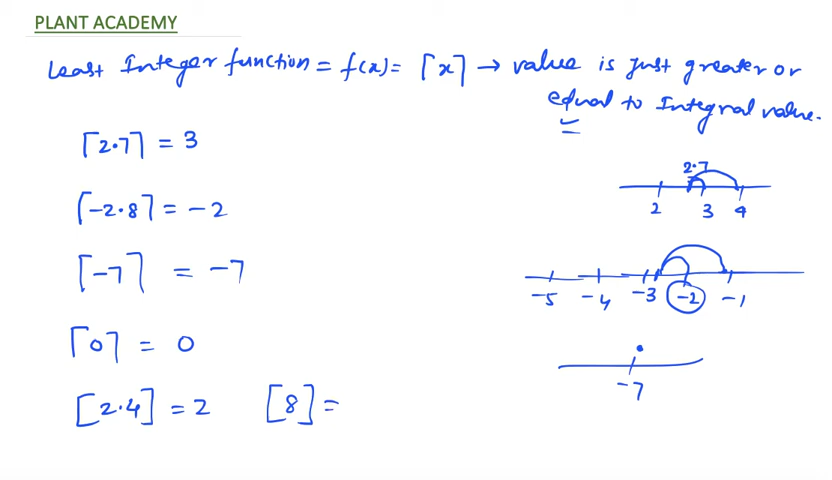 PLANT ACADEMY
Least Integer function = f(x) = ⌈x⌉ → value is just greater or
equal to Integral value.
⌈2.7⌉ = 3
2.7
2 3 4
⌈-2.8⌉ = -2
⌈-7⌉ = -7
-5 -4 -3 -2 -1
⌈0⌉ = 0
-7
[2.4] = 2 [8] =